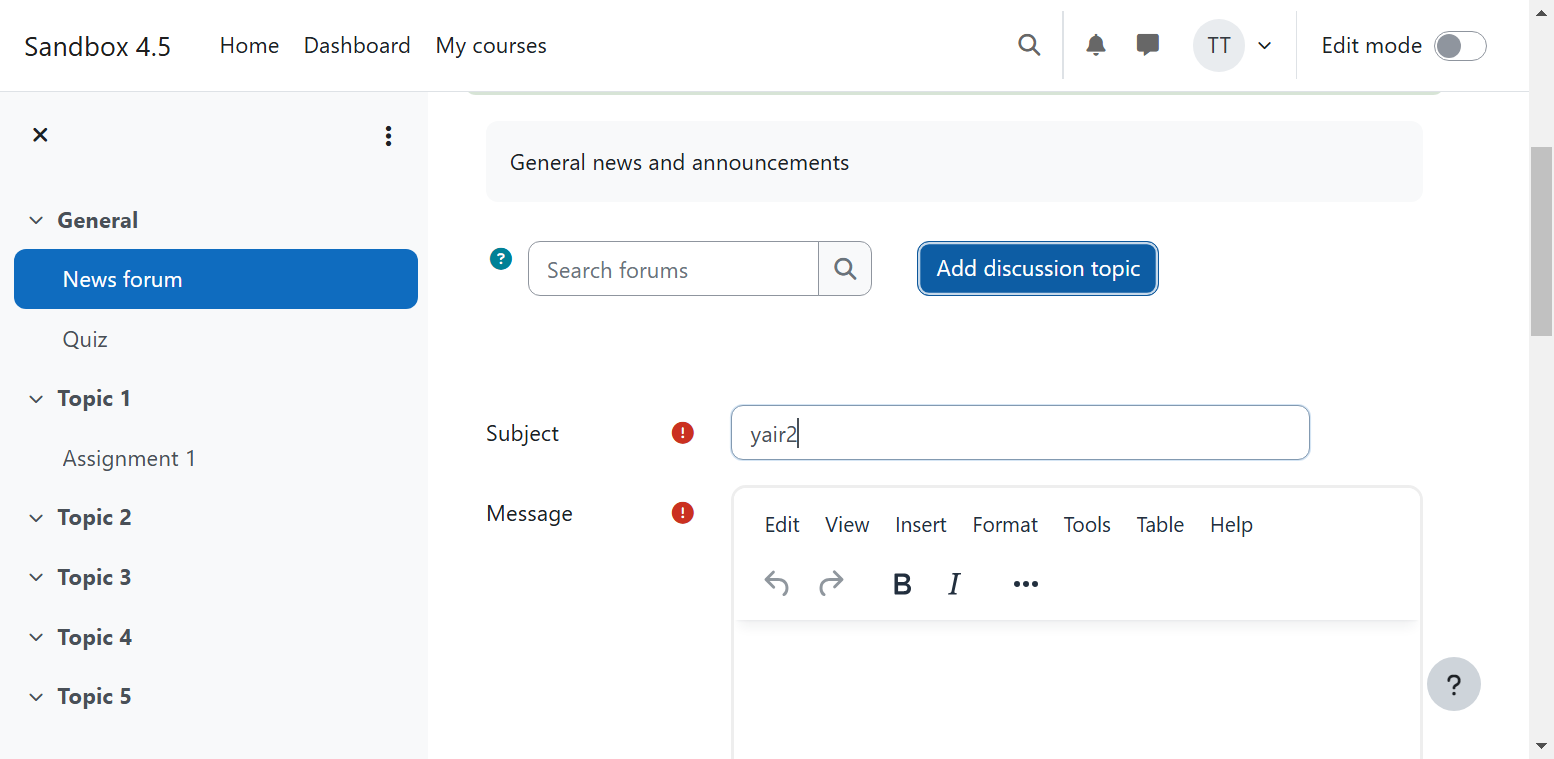 Sandbox 4.5 Home Dashboard My courses TT Edit mode
General
News forum
Quiz
Topic 1
Assignment 1
Topic 2
Topic 3
Topic 4
Topic 5
General news and announcements
? Search forums Add discussion topic
Subject ! yair2
Message !
Edit View Insert Format Tools Table Help
B I
?